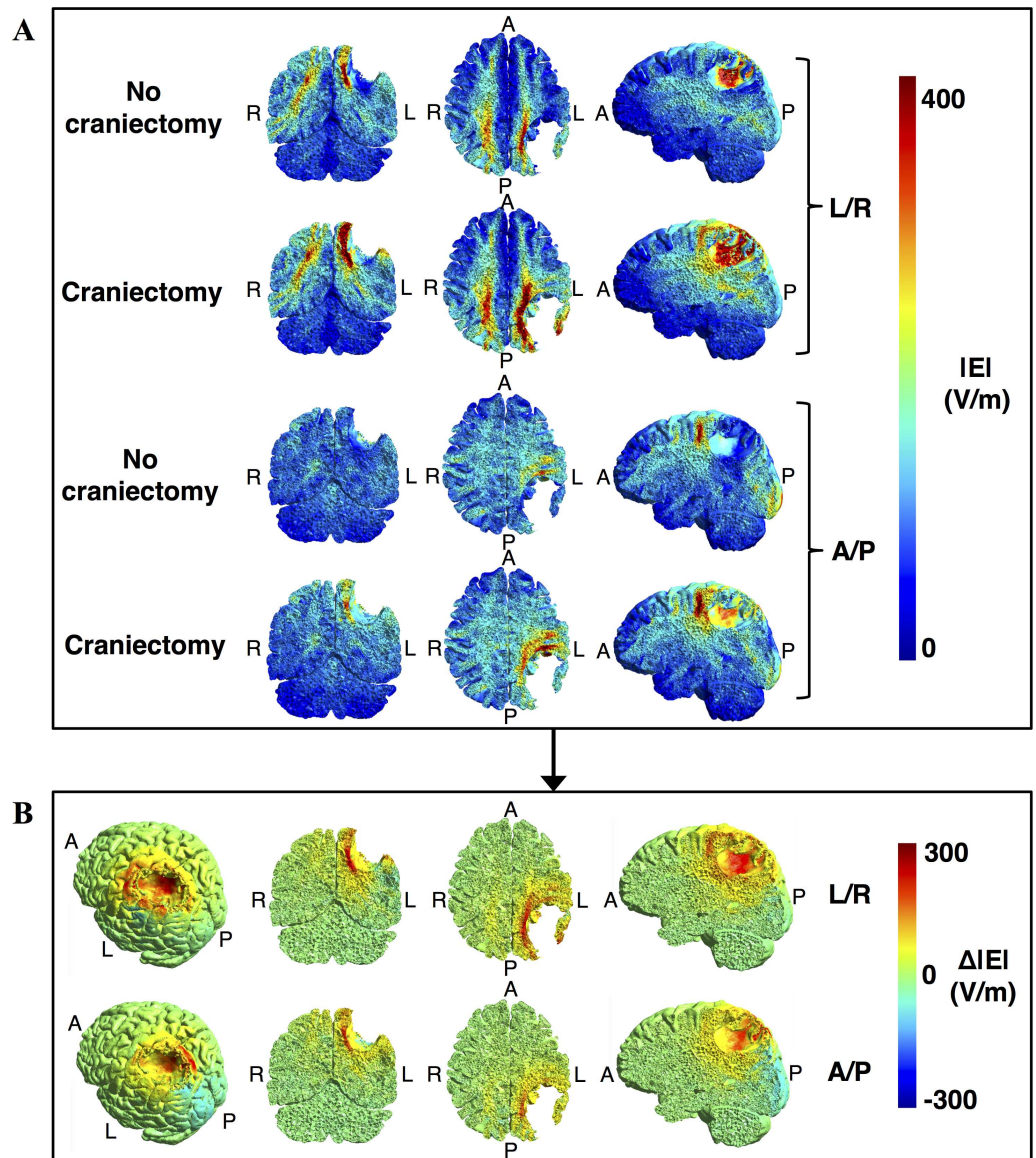 A
A
No
craniectomy
R
L
R
L
A
P
400
P
L/R
A
Craniectomy
R
L
R
L
A
P
P
|E|
(V/m)
A
No
craniectomy
R
L
R
L
A
P
P
A/P
A
Craniectomy
R
L
R
L
A
P
0
P
B
A
A
300
R
L
R
L
A
P
L/R
L
P
P
0
Δ|E|
(V/m)
A
A
R
L
R
L
A
P
A/P
-300
L
P
P